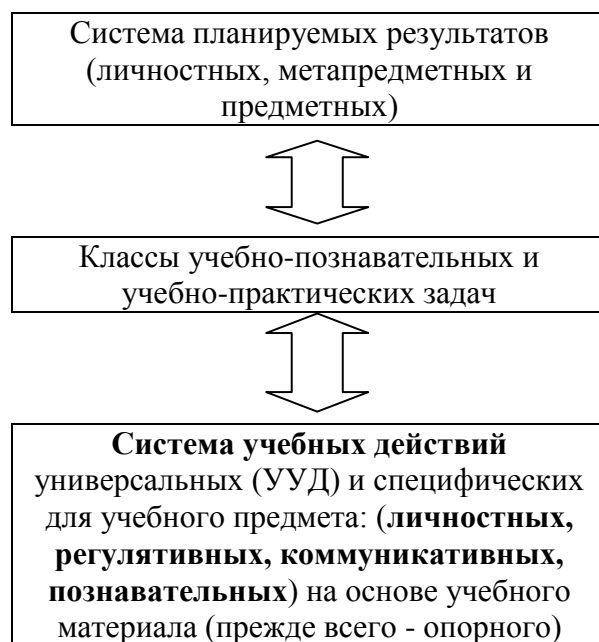 Система планируемых результатов
(личностных, метапредметных и
предметных)
Классы учебно-познавательных и
учебно-практических задач
Система учебных действий
универсальных (УУД) и специфических
для учебного предмета: (личностных,
регулятивных, коммуникативных,
познавательных) на основе учебного
материала (прежде всего - опорного)